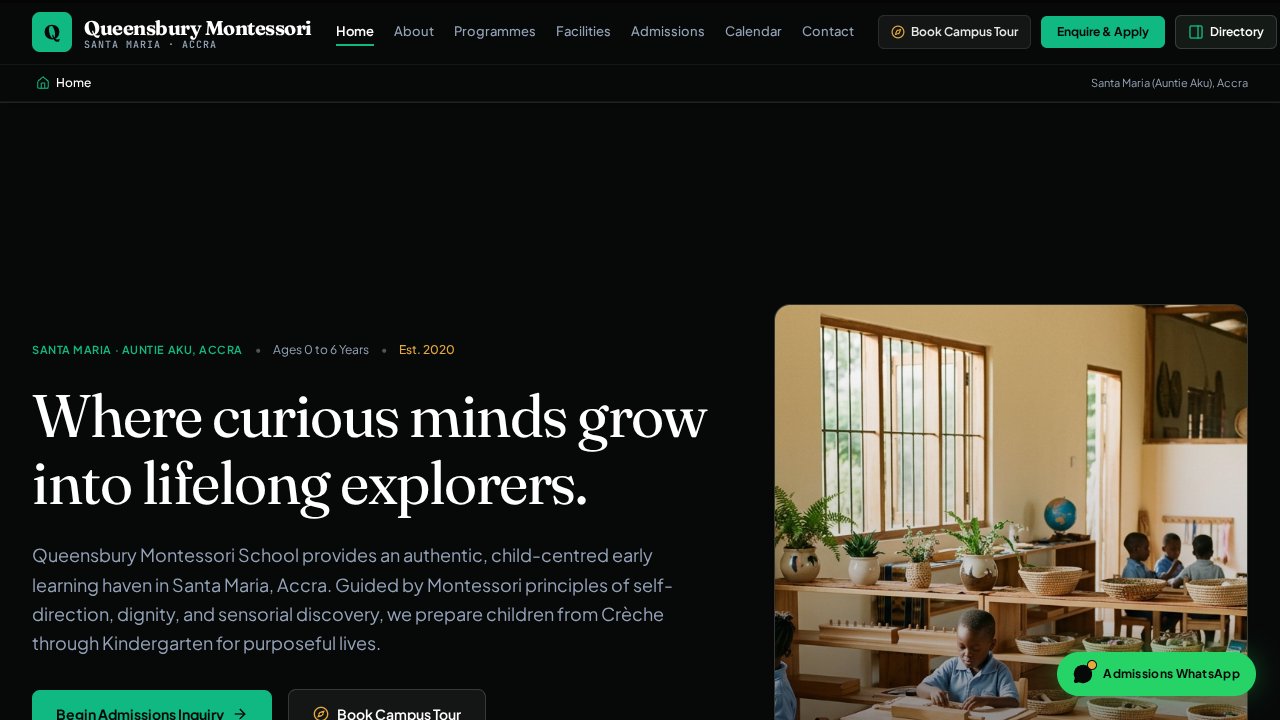 Q
Queensbury Montessori
SANTA MARIA · ACCRA
Home
About
Programmes
Facilities
Admissions
Calendar
Contact
Book Campus Tour
Enquire & Apply
Directory
Home
Santa Maria (Auntie Aku), Accra
SANTA MARIA · AUNTIE AKU, ACCRA • Ages 0 to 6 Years • Est. 2020
Where curious minds grow
into lifelong explorers.
Queensbury Montessori School provides an authentic, child-centred early
learning haven in Santa Maria, Accra. Guided by Montessori principles of self-
direction, dignity, and sensorial discovery, we prepare children from Crèche
through Kindergarten for purposeful lives.
Begin Admissions Inquiry →
Book Campus Tour
Admissions WhatsApp